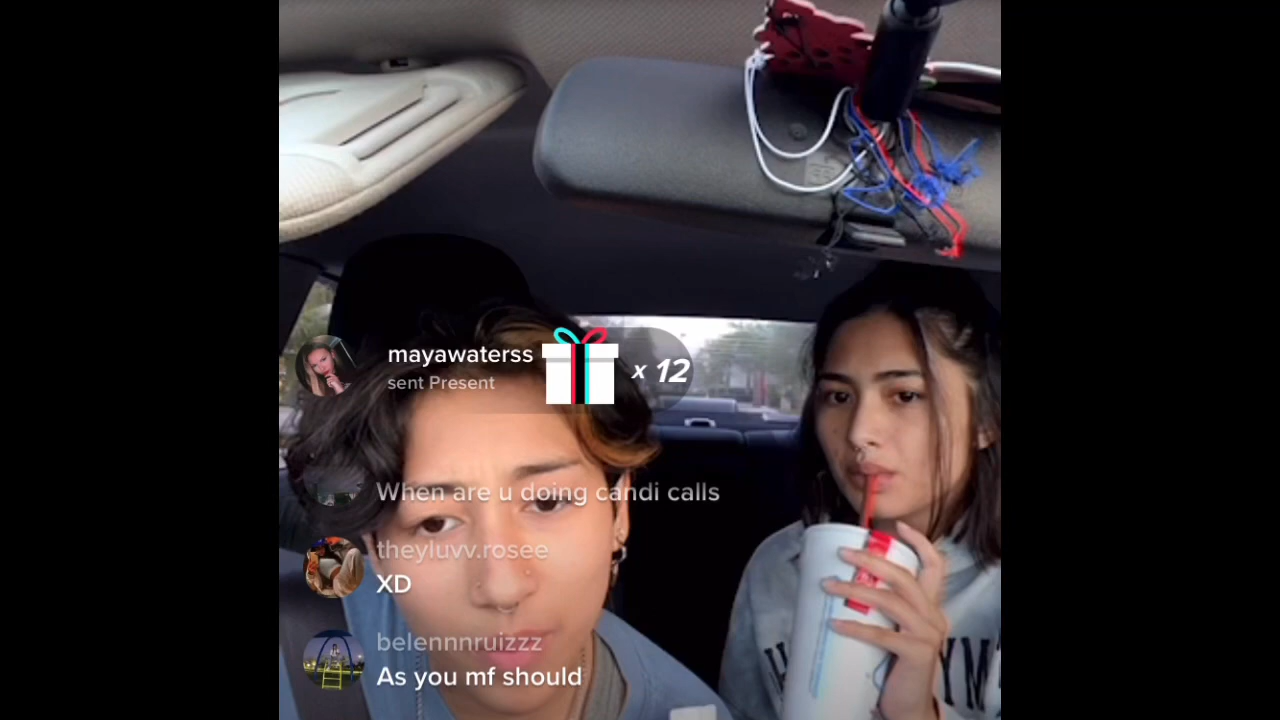 mayawaterss
sent Present
x 12
When are u doing candi calls
theyluvv.rosee
XD
belennnruizzz
As you mf should